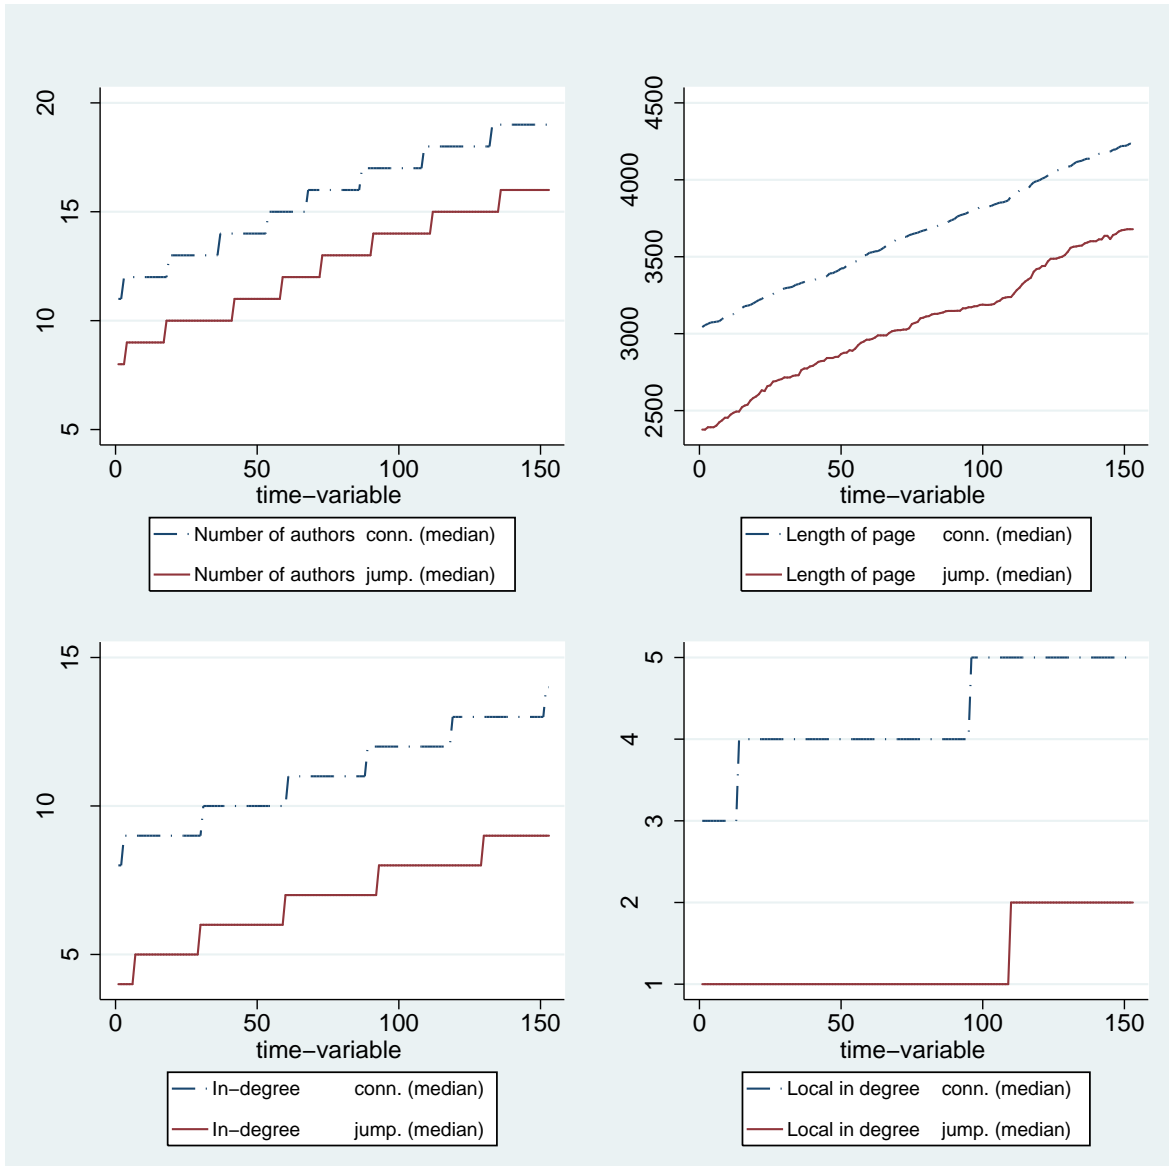 20
15
10
5
0 50 100 150
time−variable
Number of authors conn. (median)
Number of authors jump. (median)
4500
4000
3500
3000
2500
0 50 100 150
time−variable
Length of page conn. (median)
Length of page jump. (median)
15
10
5
0 50 100 150
time−variable
In−degree conn. (median)
In−degree jump. (median)
5
4
3
2
1
0 50 100 150
time−variable
Local in degree conn. (median)
Local in degree jump. (median)